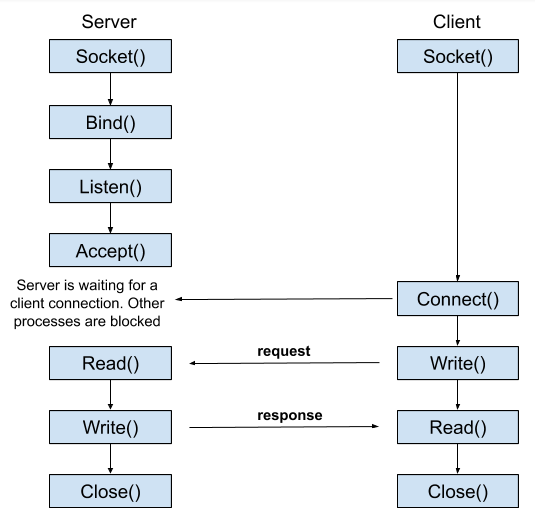 Server
Client
Socket()
Socket()
Bind()
Listen()
Accept()
Server is waiting for a
client connection. Other
processes are blocked
Connect()
Read()
request
Write()
Write()
response
Read()
Close()
Close()